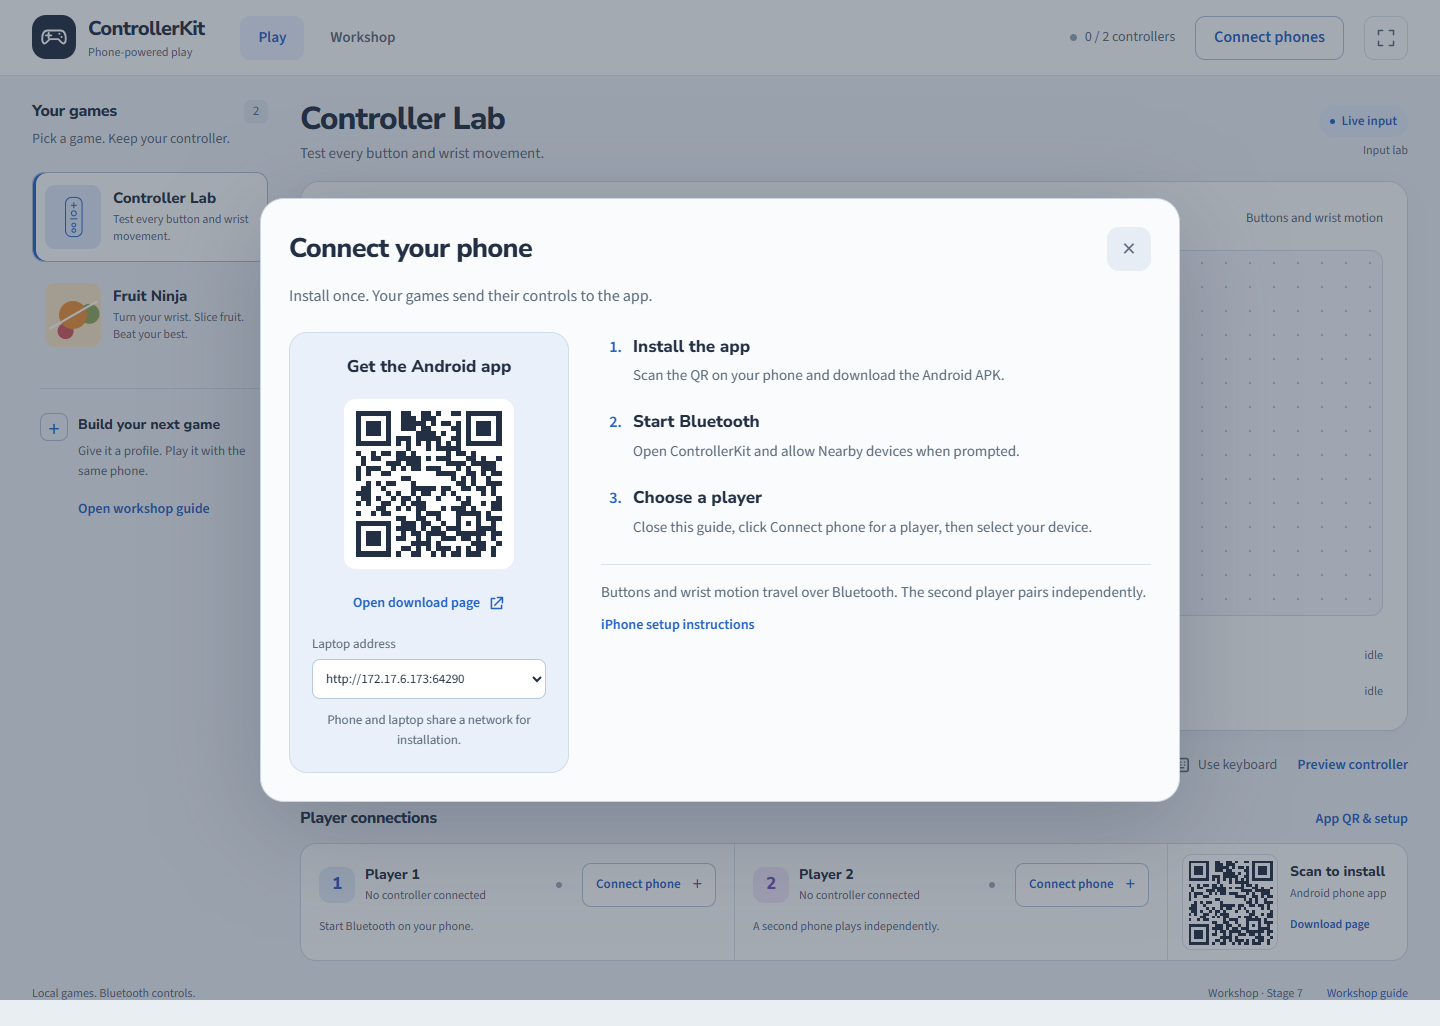 ControllerKit
Phone-powered play
Play
Workshop
0 / 2 controllers
Connect phones
Your games
2
Pick a game. Keep your controller.
Controller Lab
Test every button and wrist
movement.
Fruit Ninja
Turn your wrist. Slice fruit.
Beat your best.
Build your next game
Give it a profile. Play it with the
same phone.
Open workshop guide
Controller Lab
Test every button and wrist movement.
Live input
Input lab
Buttons and wrist motion
Connect your phone
Install once. Your games send their controls to the app.
Get the Android app
Open download page
Laptop address
http://172.17.6.173:64290
Phone and laptop share a network for
installation.
1. Install the app
Scan the QR on your phone and download the Android APK.
2. Start Bluetooth
Open ControllerKit and allow Nearby devices when prompted.
3. Choose a player
Close this guide, click Connect phone for a player, then select your device.
Buttons and wrist motion travel over Bluetooth. The second player pairs independently.
iPhone setup instructions
idle
idle
Use keyboard
Preview controller
Player connections
App QR & setup
1
Player 1
No controller connected
Connect phone +
Start Bluetooth on your phone.
2
Player 2
No controller connected
Connect phone +
A second phone plays independently.
Scan to install
Android phone app
Download page
Local games. Bluetooth controls.
Workshop · Stage 7
Workshop guide